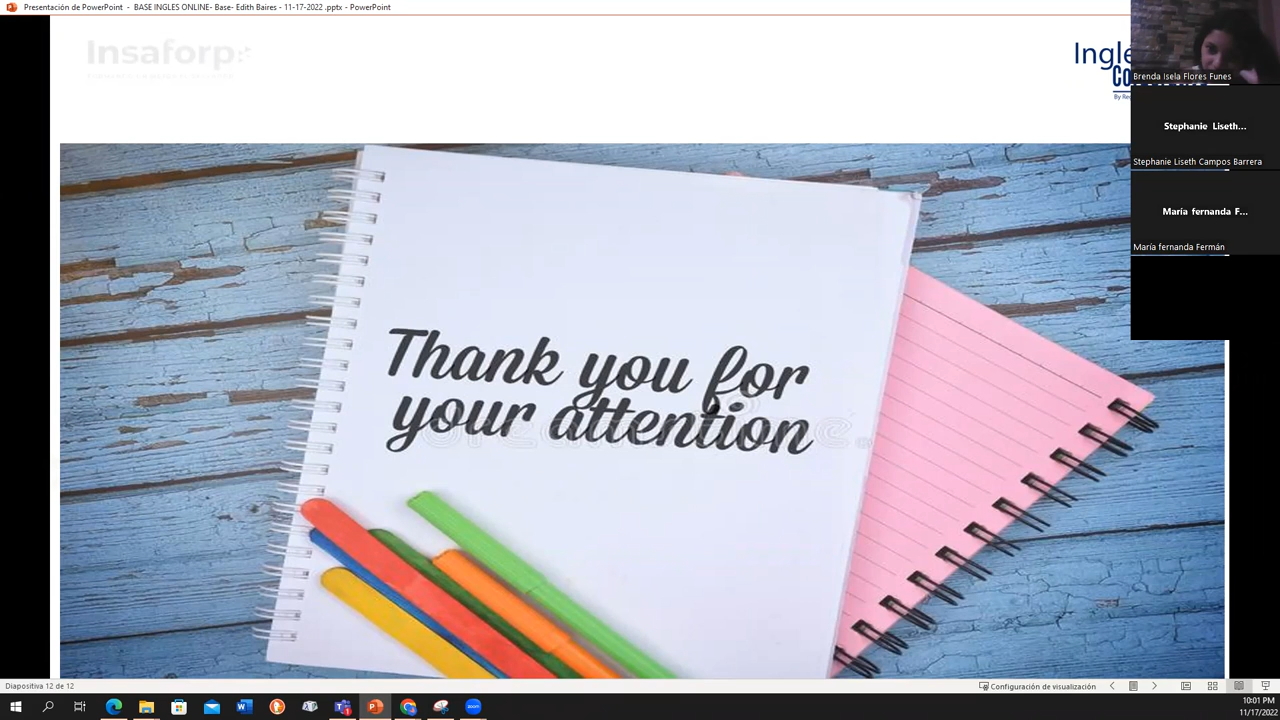 Presentación de PowerPoint - BASE INGLES ONLINE- Base- Edith Baires - 11-17-2022 .pptx - PowerPoint
Insaforp
Brenda Isela Flores Funes
Stephanie Liseth...
Stephanie Liseth Campos Barrera
María fernanda F...
María fernanda Fermán
Thank you for
your attention
Diapositiva 12 de 12
Configuración de visualización
10:01 PM
11/17/2022